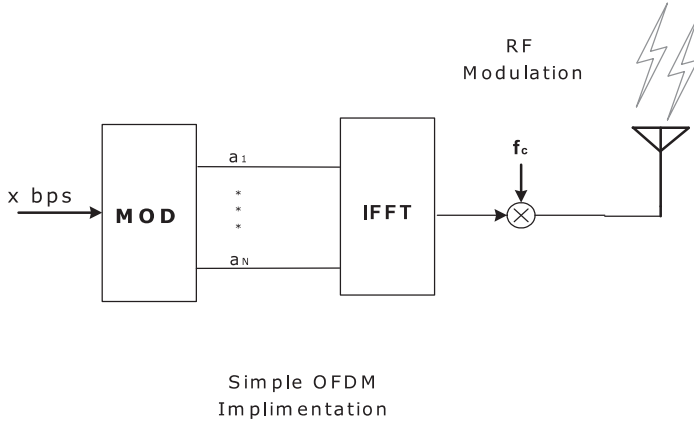 RF
Modulation
x bps
MOD
a1
*
*
*
aN
IFFT
fc
Simple OFDM
Implimentation